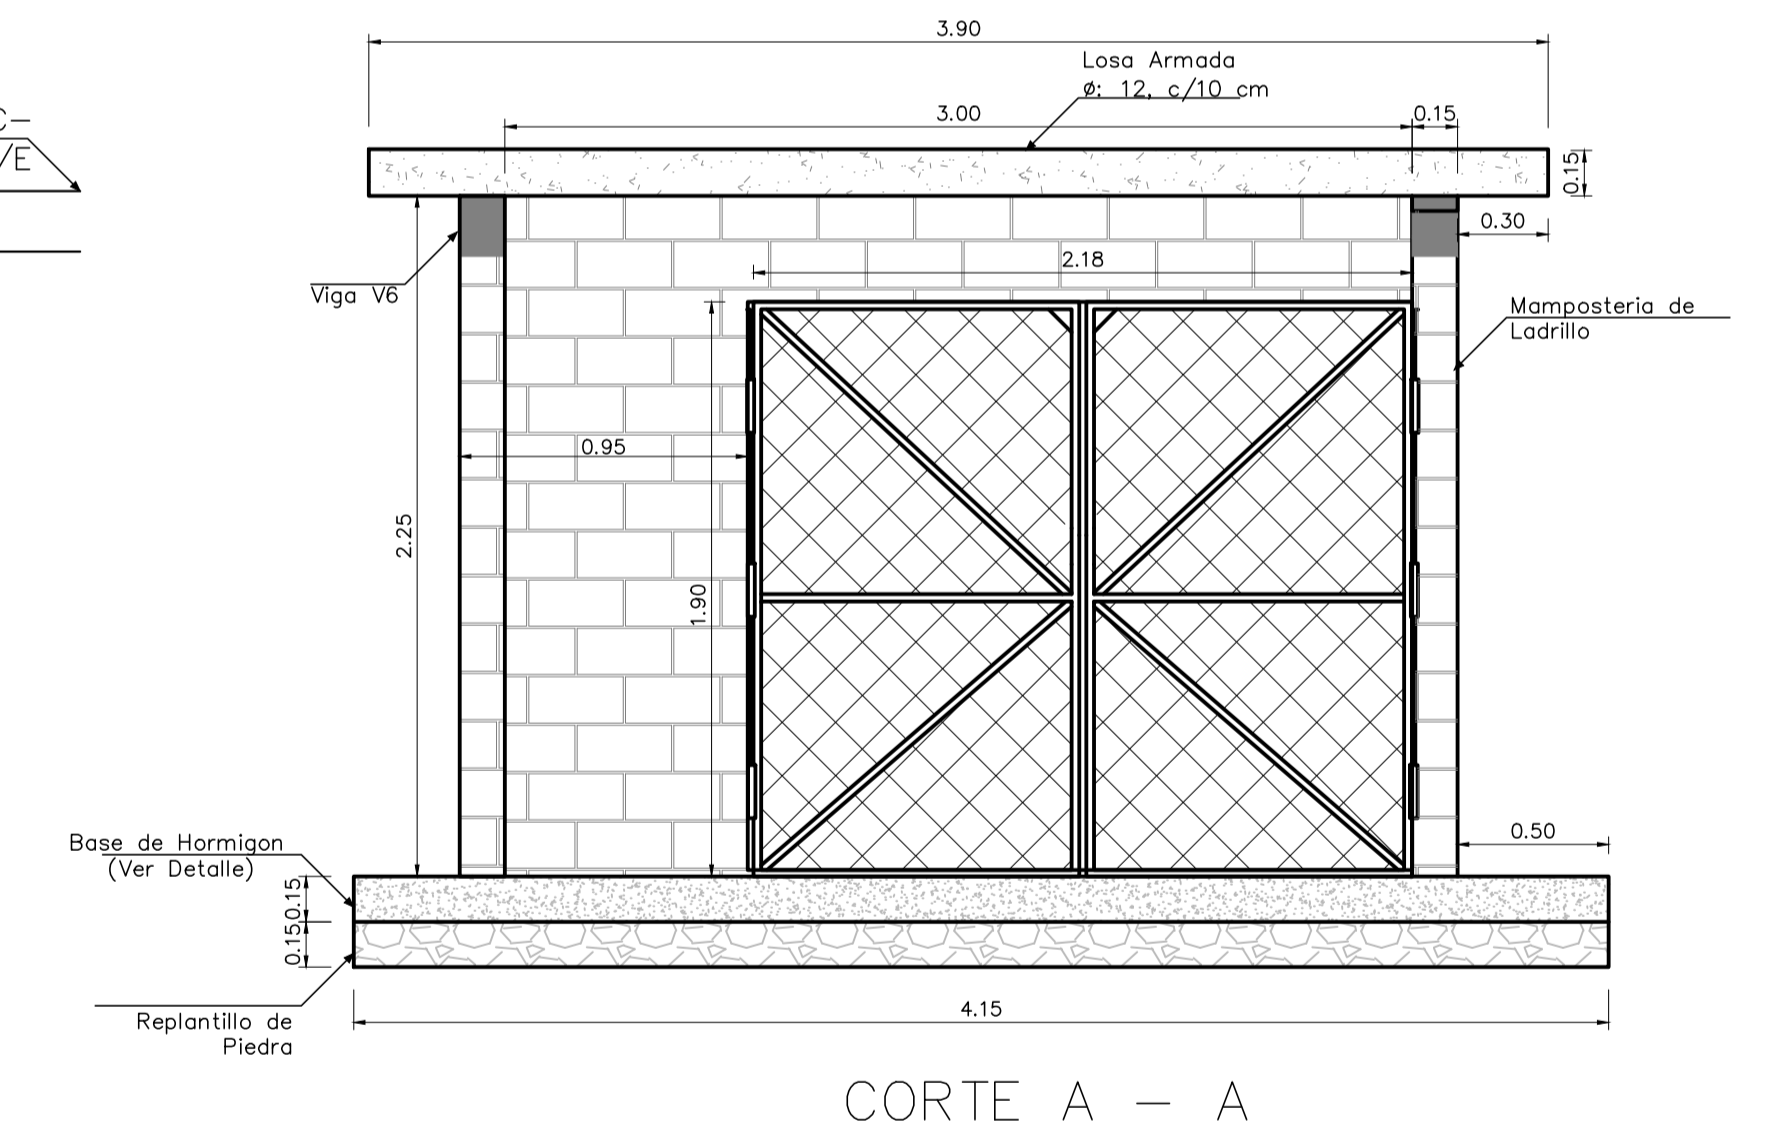 3.90
Losa Armada
ø: 12, c/10 cm
C-
/E
3.00
0.15
0.15
0.30
2.18
Viga V6
Mamposteria de
Ladrillo
0.95
2.25
1.90
0.50
Base de Hormigon
(Ver Detalle)
0.15
0.15
4.15
Replantillo de
Piedra
CORTE A - A